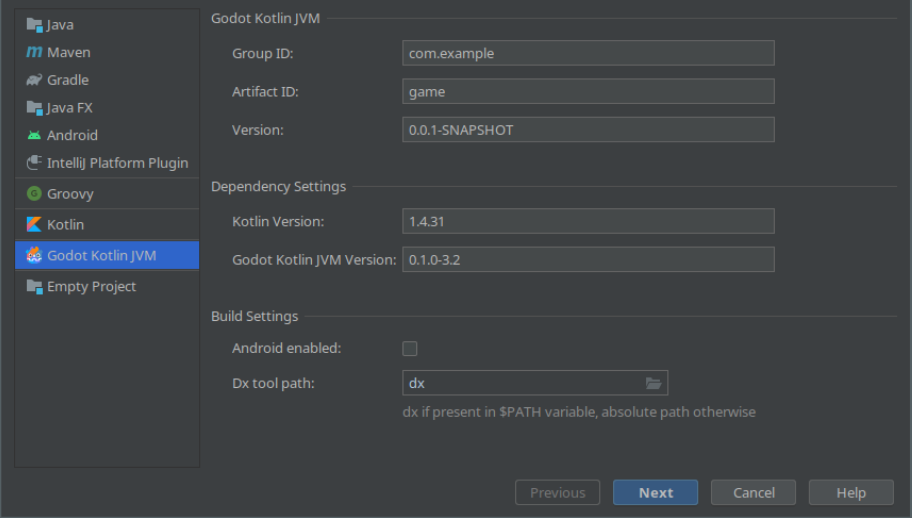 Java
Maven
Gradle
Java FX
Android
IntelliJ Platform Plugin
Groovy
Kotlin
Godot Kotlin JVM
Empty Project
Godot Kotlin JVM
Group ID: com.example
Artifact ID: game
Version: 0.0.1-SNAPSHOT
Dependency Settings
Kotlin Version: 1.4.31
Godot Kotlin JVM Version: 0.1.0-3.2
Build Settings
Android enabled:
Dx tool path: dx
dx if present in $PATH variable, absolute path otherwise
Previous Next Cancel Help